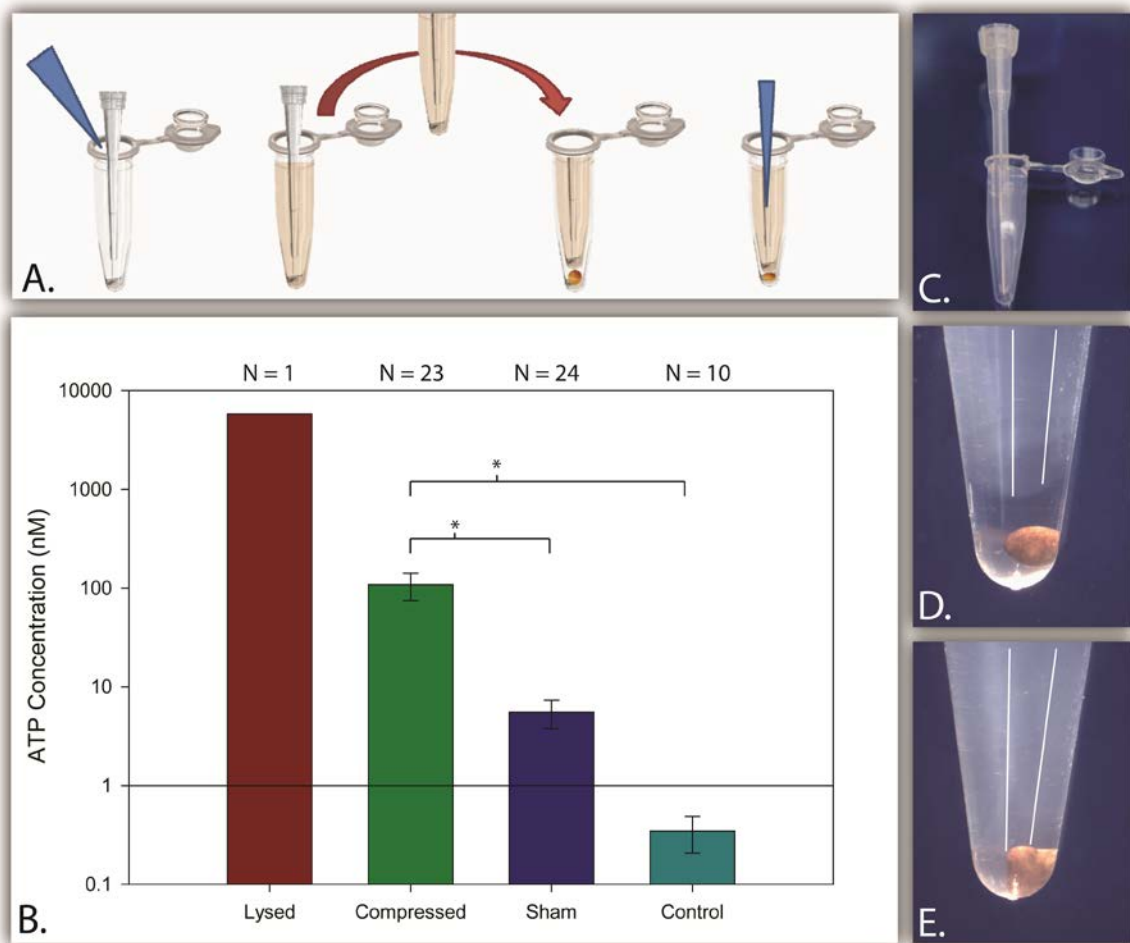 A.
C.
N = 1 N = 23 N = 24 N = 10
10000
1000
100
10
1
0.1
ATP Concentration (nM)
*
*
Lysed Compressed Sham Control
B.
D.
E.